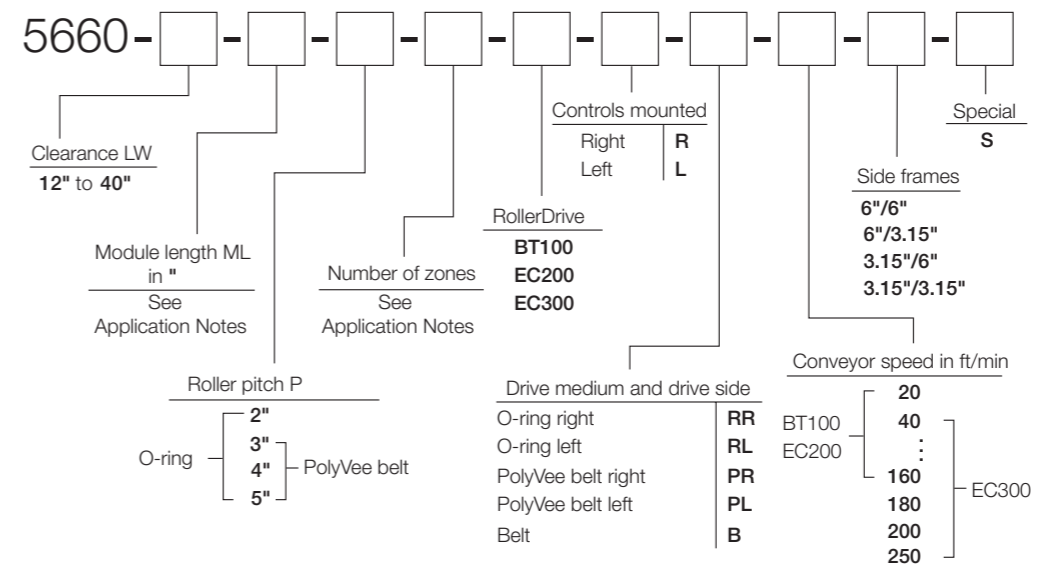 5660- - - - - - - - - -
Controls mounted
Right R
Left L
Special
S
Clearance LW
12" to 40"
Side frames
6"/6"
6"/3.15"
3.15"/6"
3.15"/3.15"
RollerDrive
BT100
EC200
EC300
Module length ML
in "
See
Application Notes
Number of zones
See
Application Notes
Roller pitch P
2"
3"
4"
5"
O-ring
PolyVee belt
Drive medium and drive side
O-ring right RR
O-ring left RL
PolyVee belt right PR
PolyVee belt left PL
Belt B
Conveyor speed in ft/min
20
40
⋮
160
180
200
250
BT100
EC200
EC300